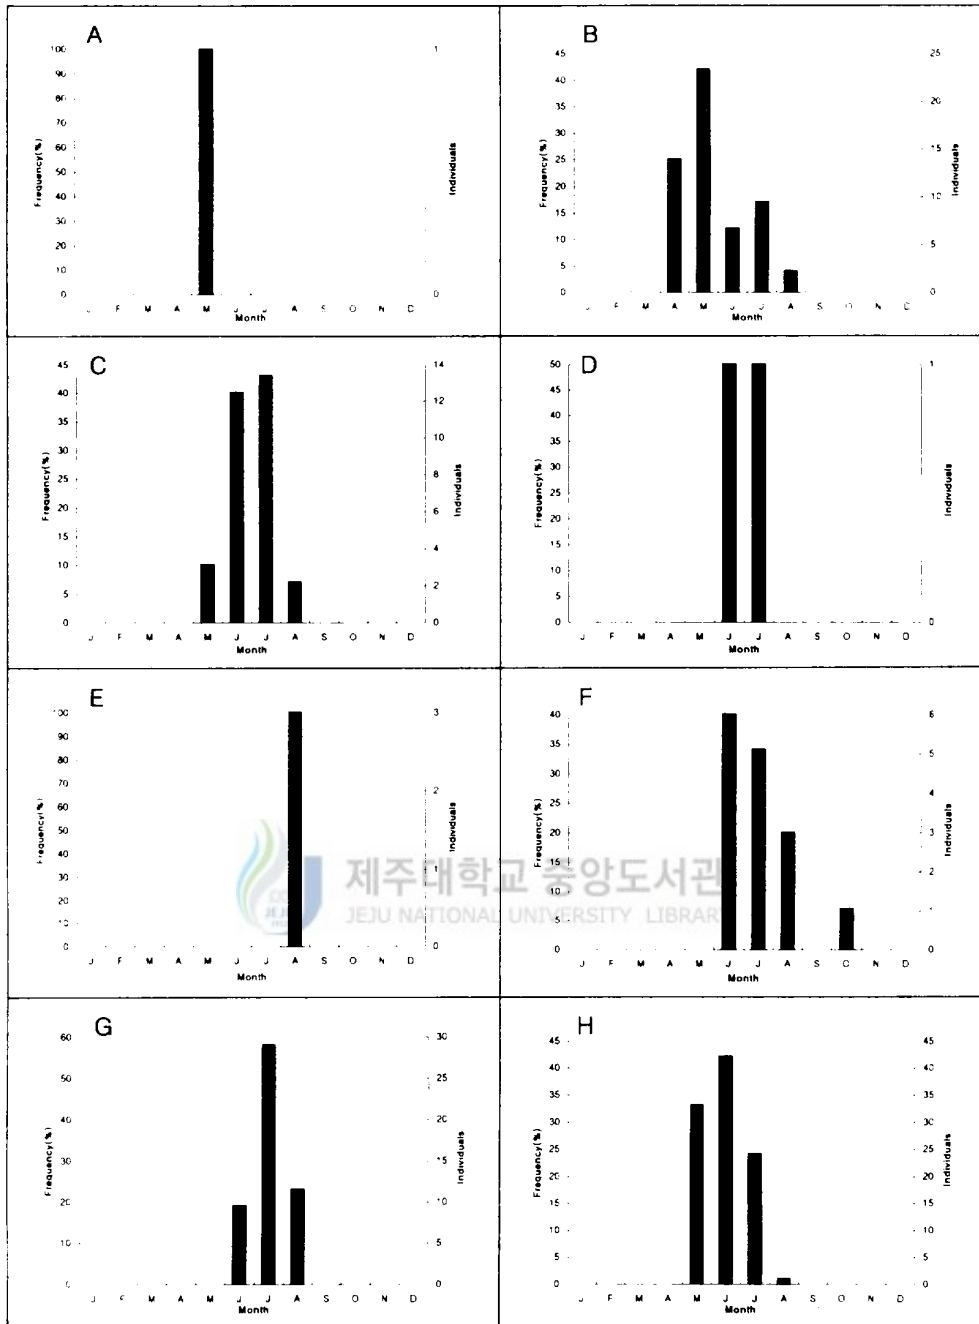 A
Frequency(%)
100
90
80
70
60
50
40
30
20
10
0
1
0
Individuals
J F M A M J J A S O N D
Month
B
Frequency(%)
45
40
35
30
25
20
15
10
5
0
25
20
15
10
5
0
Individuals
J F M A M J J A S O N D
Month
C
Frequency(%)
45
40
35
30
25
20
15
10
5
0
14
12
10
8
6
4
2
0
Individuals
J F M A M J J A S O N D
Month
D
Frequency(%)
50
45
40
35
30
25
20
15
10
5
0
1
0
Individuals
J F M A M J J A S O N D
Month
E
Frequency(%)
100
90
80
70
60
50
40
30
20
10
0
3
2
1
0
Individuals
J F M A M J J A S O N D
Month
F
Frequency(%)
40
35
30
25
20
15
10
5
0
6
5
4
3
2
1
0
Individuals
J F M A M J J A S O N D
Month
제주대학교 중앙도서관
JEJU NATIONAL UNIVERSITY LIBRARY
G
Frequency(%)
60
50
40
30
20
10
0
30
25
20
15
10
5
0
Individuals
J F M A M J J A S O N D
Month
H
Frequency(%)
45
40
35
30
25
20
15
10
5
0
45
40
35
30
25
20
15
10
5
0
Individuals
J F M A M J J A S O N D
Month